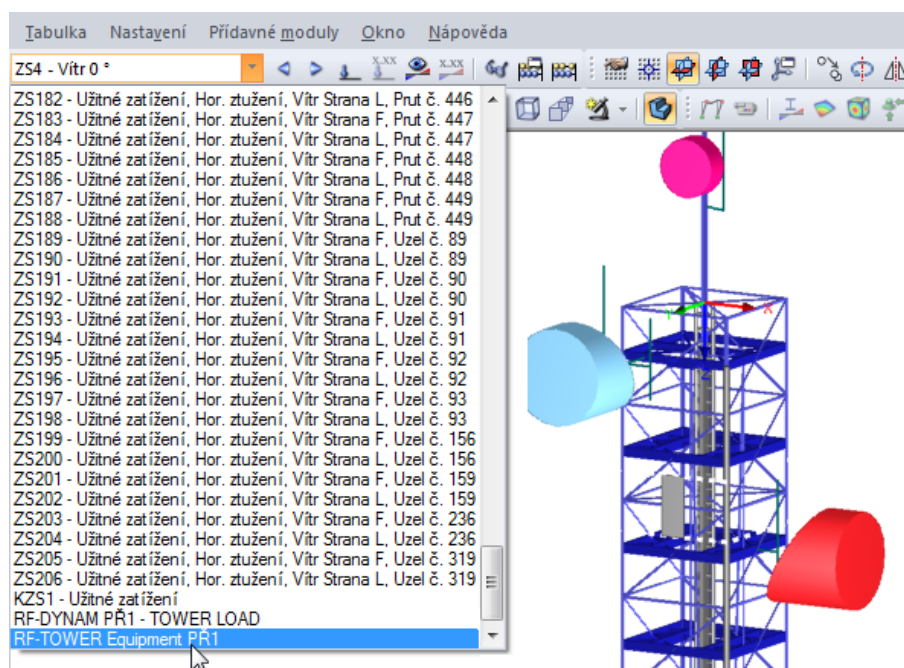 Tabulka Nastavení Přídavné moduly Okno Nápověda
ZS4 - Vítr 0 °
x.xx x.xx
ZS182 - Užitné zatížení, Hor. ztužení, Vítr Strana L, Prut č. 446
ZS183 - Užitné zatížení, Hor. ztužení, Vítr Strana F, Prut č. 447
ZS184 - Užitné zatížení, Hor. ztužení, Vítr Strana L, Prut č. 447
ZS185 - Užitné zatížení, Hor. ztužení, Vítr Strana F, Prut č. 448
ZS186 - Užitné zatížení, Hor. ztužení, Vítr Strana L, Prut č. 448
ZS187 - Užitné zatížení, Hor. ztužení, Vítr Strana F, Prut č. 449
ZS188 - Užitné zatížení, Hor. ztužení, Vítr Strana L, Prut č. 449
ZS189 - Užitné zatížení, Hor. ztužení, Vítr Strana F, Uzel č. 89
ZS190 - Užitné zatížení, Hor. ztužení, Vítr Strana L, Uzel č. 89
ZS191 - Užitné zatížení, Hor. ztužení, Vítr Strana F, Uzel č. 90
ZS192 - Užitné zatížení, Hor. ztužení, Vítr Strana L, Uzel č. 90
ZS193 - Užitné zatížení, Hor. ztužení, Vítr Strana F, Uzel č. 91
ZS194 - Užitné zatížení, Hor. ztužení, Vítr Strana L, Uzel č. 91
ZS195 - Užitné zatížení, Hor. ztužení, Vítr Strana F, Uzel č. 92
ZS196 - Užitné zatížení, Hor. ztužení, Vítr Strana L, Uzel č. 92
ZS197 - Užitné zatížení, Hor. ztužení, Vítr Strana F, Uzel č. 93
ZS198 - Užitné zatížení, Hor. ztužení, Vítr Strana L, Uzel č. 93
ZS199 - Užitné zatížení, Hor. ztužení, Vítr Strana F, Uzel č. 156
ZS200 - Užitné zatížení, Hor. ztužení, Vítr Strana L, Uzel č. 156
ZS201 - Užitné zatížení, Hor. ztužení, Vítr Strana F, Uzel č. 159
ZS202 - Užitné zatížení, Hor. ztužení, Vítr Strana L, Uzel č. 159
ZS203 - Užitné zatížení, Hor. ztužení, Vítr Strana F, Uzel č. 236
ZS204 - Užitné zatížení, Hor. ztužení, Vítr Strana L, Uzel č. 236
ZS205 - Užitné zatížení, Hor. ztužení, Vítr Strana F, Uzel č. 319
ZS206 - Užitné zatížení, Hor. ztužení, Vítr Strana L, Uzel č. 319
KZS1 - Užitné zatížení
RF-DYNAM PŘ1 - TOWER LOAD
RF-TOWER Equipment PŘ1
Y X
Z